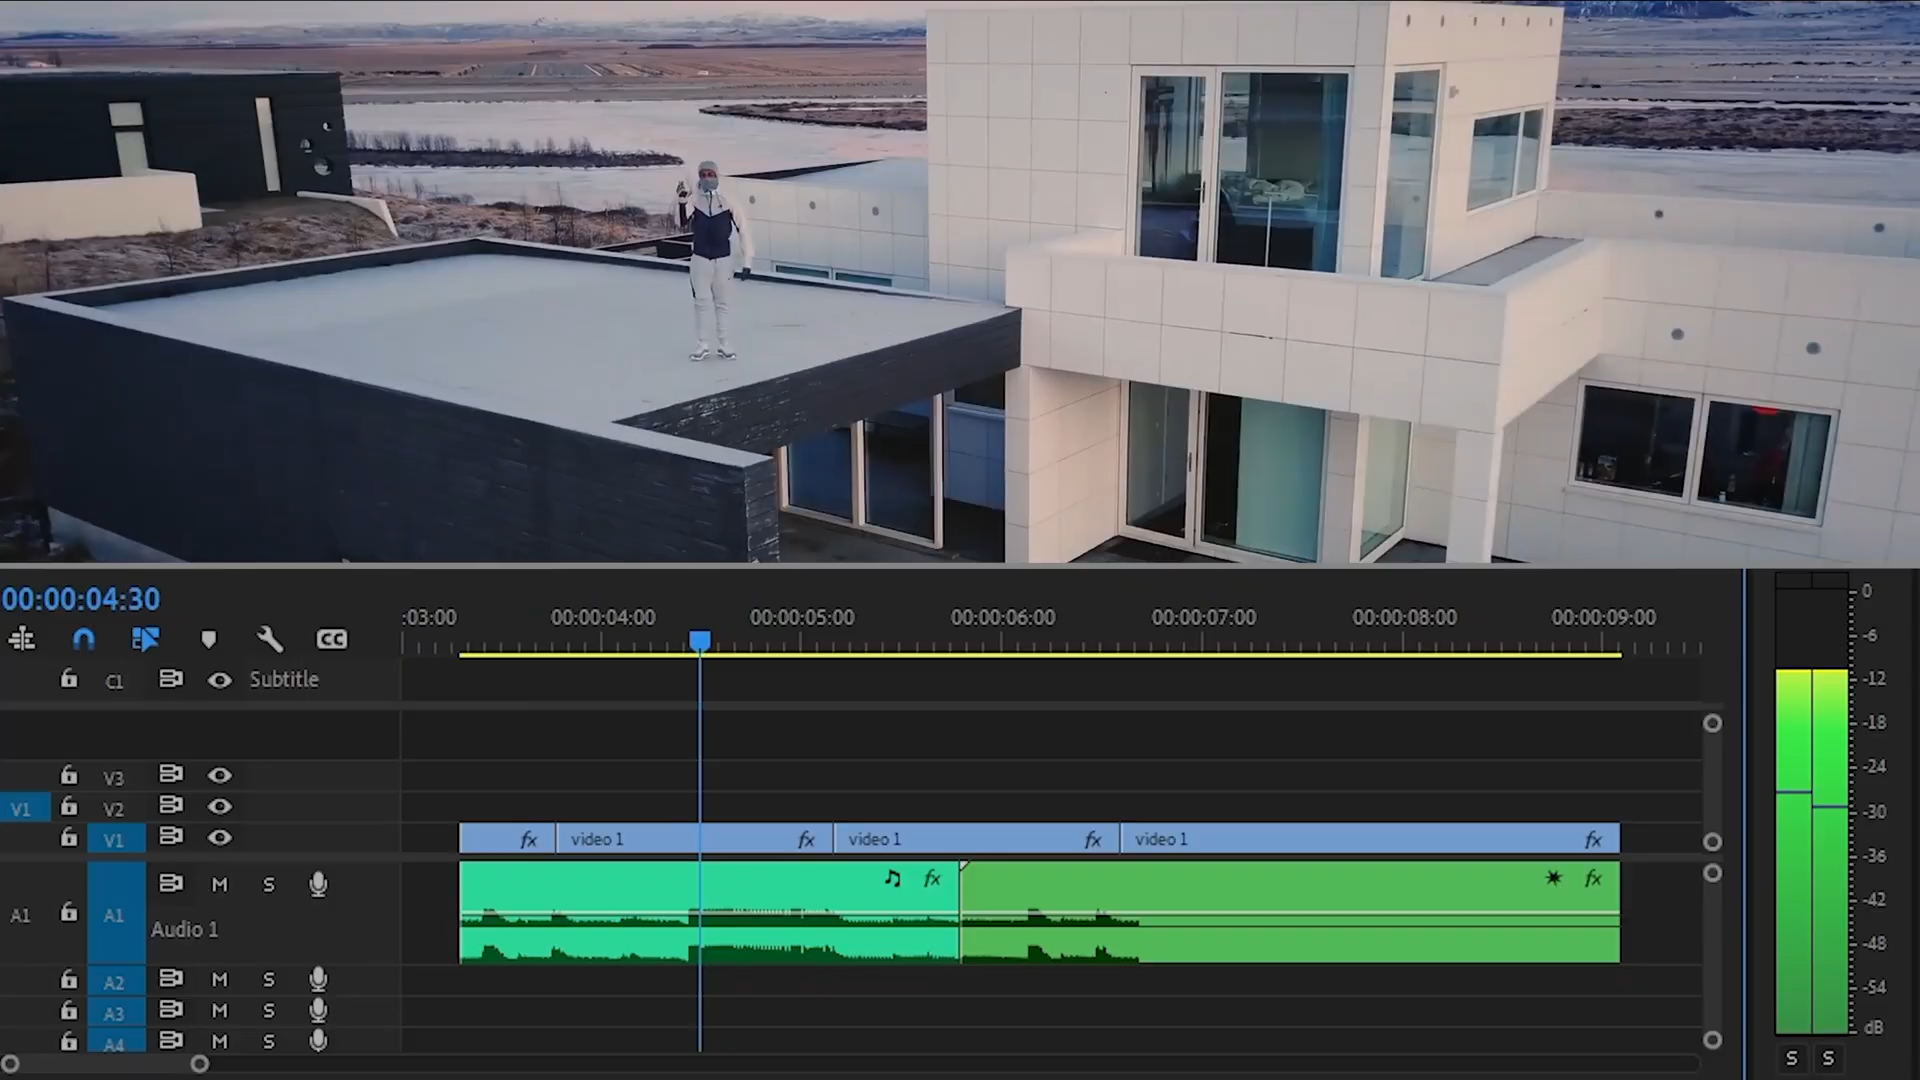 00:00:04:30
:03:00 00:00:04:00 00:00:05:00 00:00:06:00 00:00:07:00 00:00:08:00 00:00:09:00
CC
C1 Subtitle
V3
V1 V2
V1 fx video 1 fx video 1 fx video 1 fx
M S fx fx
A1 A1
Audio 1
A2 M S
A3 M S
A4 M S
0
-6
-12
-18
-24
-30
-36
-42
-48
-54
dB
S S